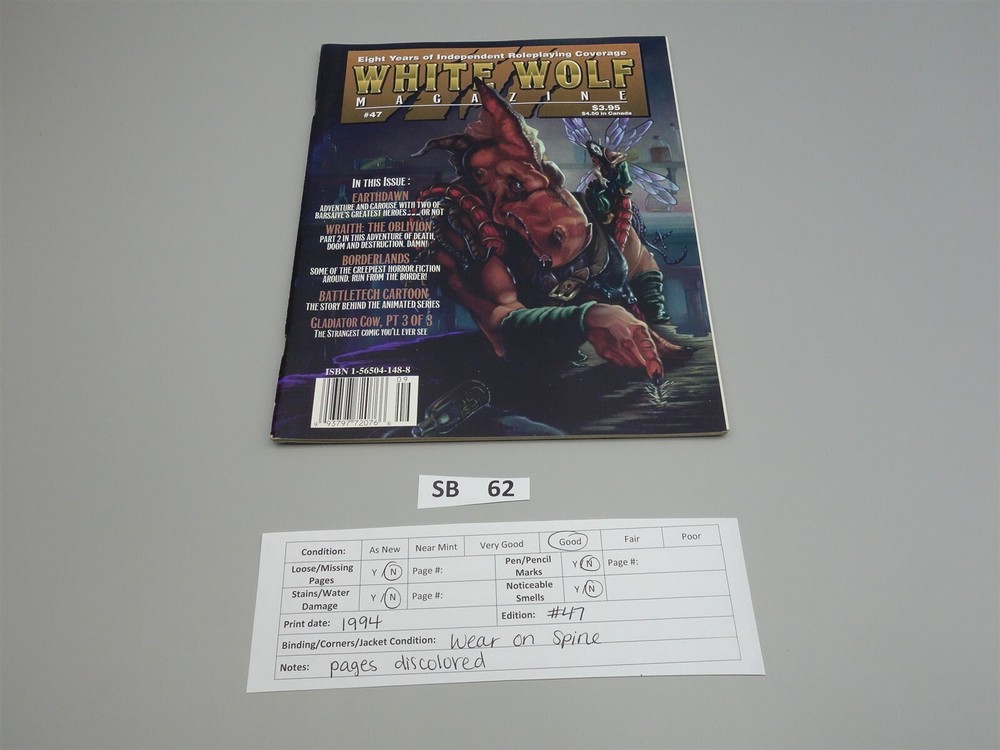 Eight Years of Independent Roleplaying Coverage
WHITE WOLF
MAGAZINE
#47
$3.95
$4.50 in Canada
IN THIS ISSUE:
EARTHDAWN
ADVENTURE AND CAROUSE WITH TWO OF
BARSAIVE'S GREATEST HEROES....OR NOT
WRAITH: THE OBLIVION
PART 2 IN THIS ADVENTURE OF DEATH,
DOOM AND DESTRUCTION. DAMN!
BORDERLANDS
SOME OF THE CREEPIEST HORROR FICTION
AROUND. RUN FROM THE BORDER!
BATTLETECH CARTOON
THE STORY BEHIND THE ANIMATED SERIES
GLADIATOR COW, PT 3 OF 3
THE STRANGEST COMIC YOU'LL EVER SEE
ISBN 1-56504-148-8
09
9 93797 72076 6
SB 62
Condition: As New Near Mint Very Good Good Fair Poor
Loose/Missing Pages Y / N Page #: Pen/Pencil Marks Y / N Page #:
Stains/Water Damage Y / N Page #: Noticeable Smells Y / N
Print date: 1994 Edition: #47
Binding/Corners/Jacket Condition: Wear on Spine
Notes: pages discolored